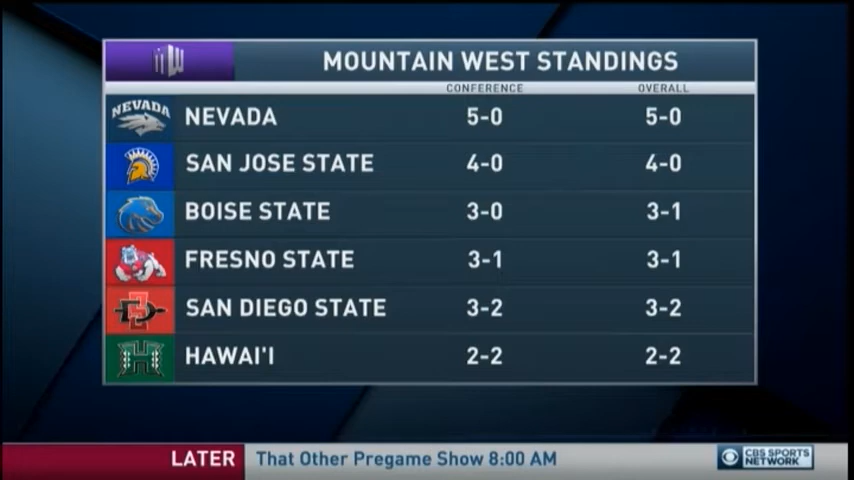 MW
MOUNTAIN WEST STANDINGS
CONFERENCE OVERALL
NEVADA NEVADA 5-0 5-0
SAN JOSE STATE 4-0 4-0
BOISE STATE 3-0 3-1
FRESNO STATE 3-1 3-1
SAN DIEGO STATE 3-2 3-2
H HAWAI'I 2-2 2-2
LATER That Other Pregame Show 8:00 AM CBS SPORTS
NETWORK